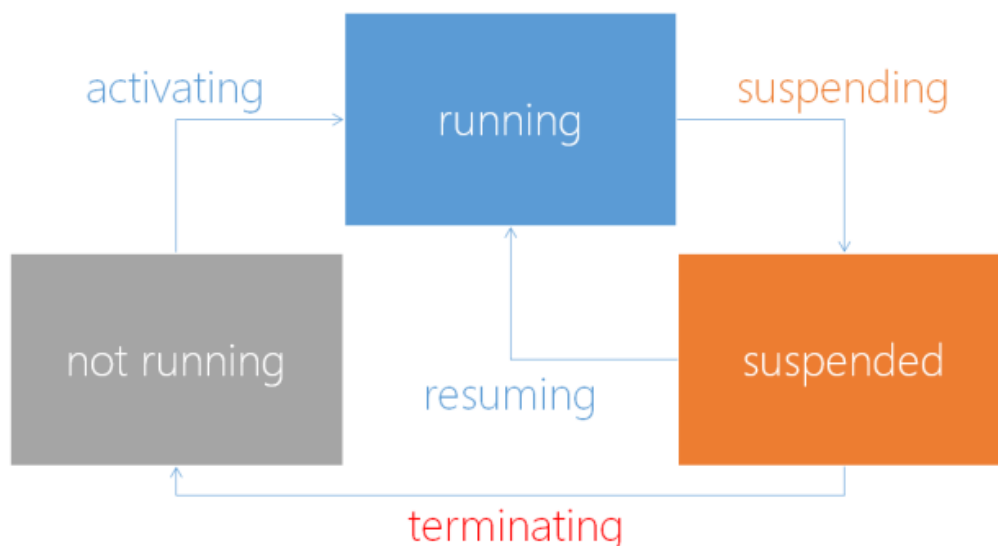 activating
running
suspending
not running
suspended
resuming
terminating